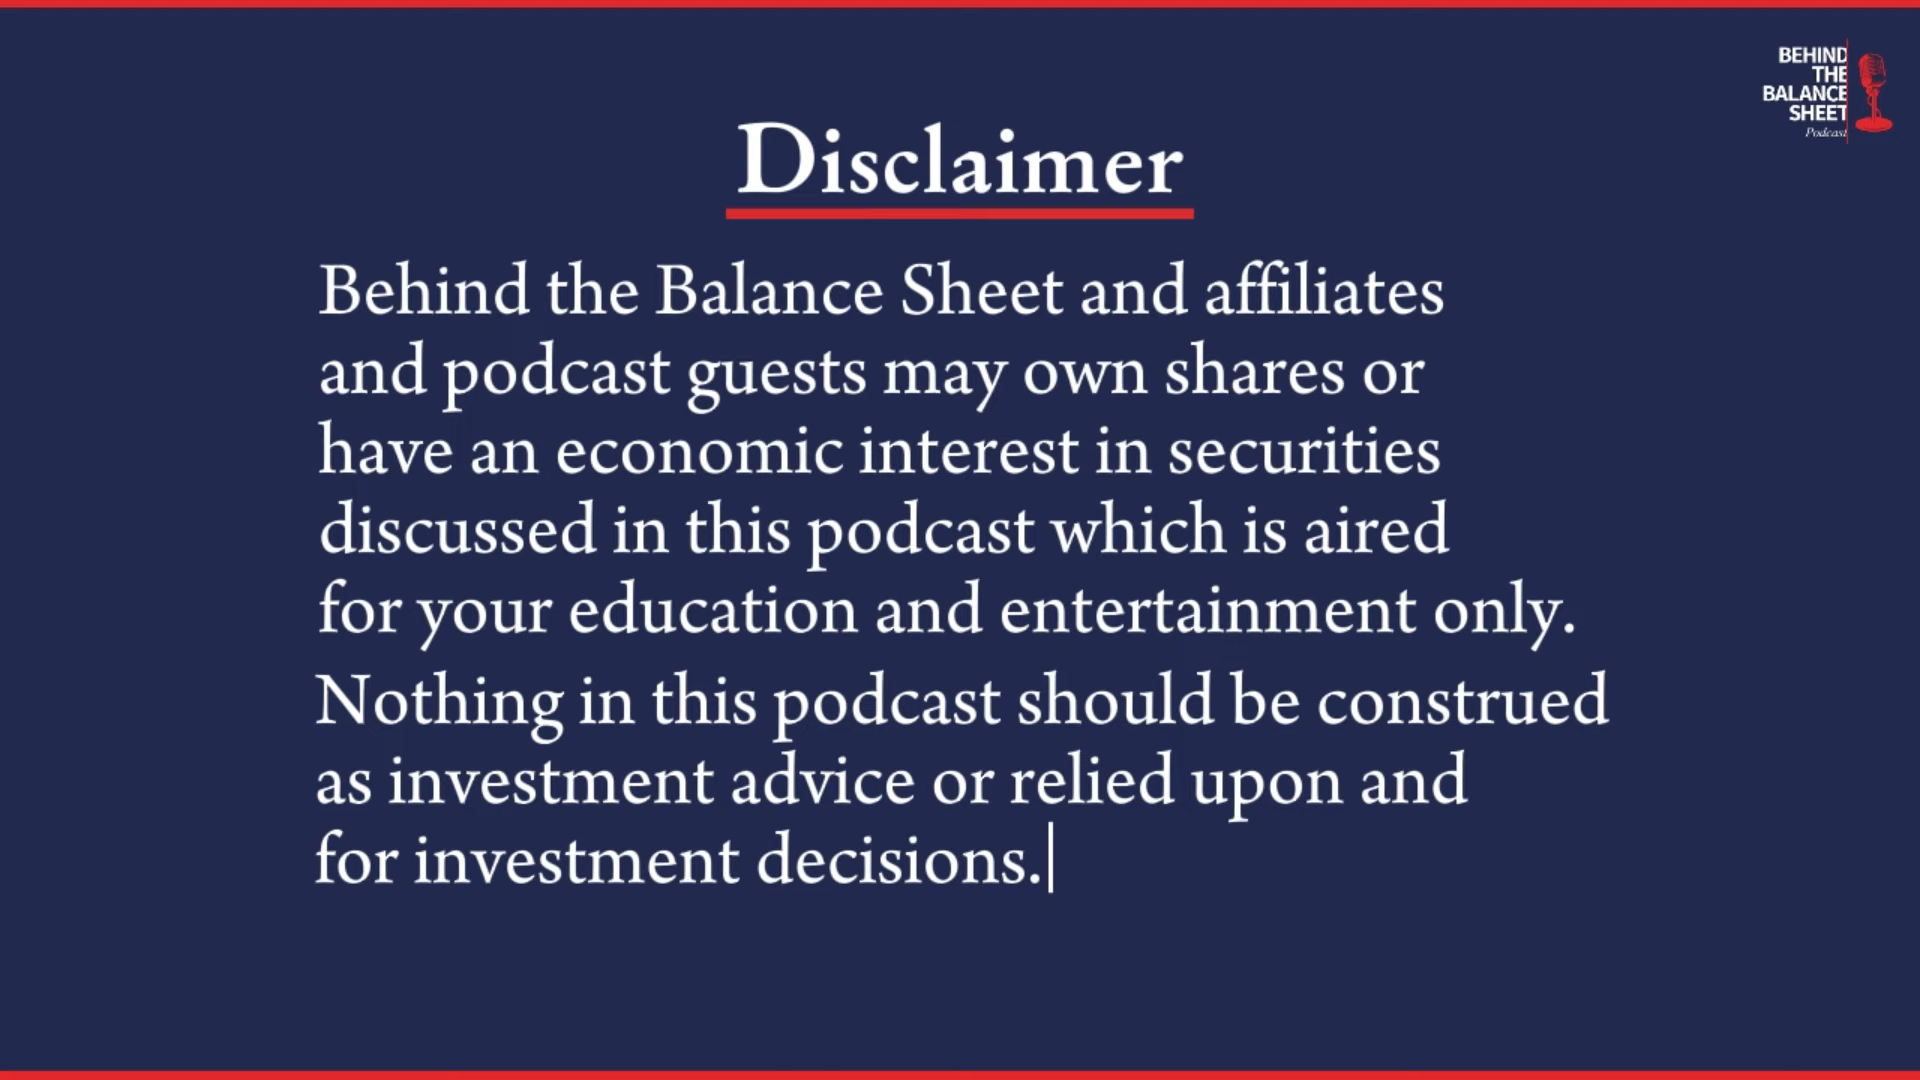 BEHIND
THE
BALANCE
SHEET
Podcast
Disclaimer
Behind the Balance Sheet and affiliates
and podcast guests may own shares or
have an economic interest in securities
discussed in this podcast which is aired
for your education and entertainment only.
Nothing in this podcast should be construed
as investment advice or relied upon and
for investment decisions.